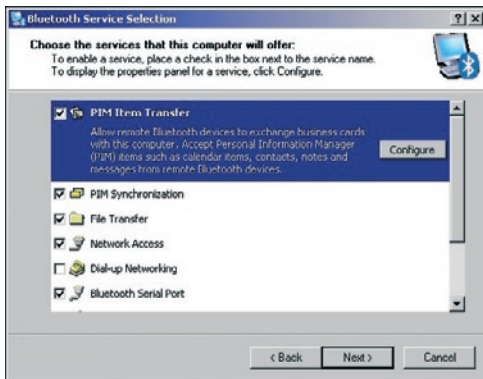 Bluetooth Service Selection
Choose the services that this computer will offer:
To enable a service, place a check in the box next to the service name.
To display the properties panel for a service, click Configure.
PIM Item Transfer
Allow remote Bluetooth devices to exchange business cards
with this computer. Accept Personal Information Manager
(PIM) items such as calendar items, contacts, notes and
messages from remote Bluetooth devices.
Configure
PIM Synchronization
File Transfer
Network Access
Dial-up Networking
Bluetooth Serial Port
< Back
Next >
Cancel